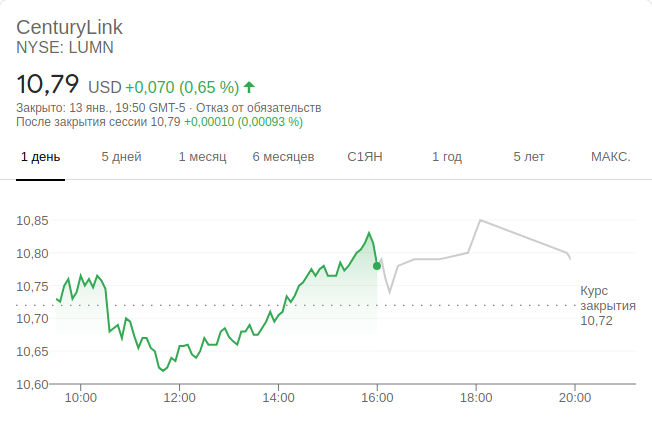 CenturyLink
NYSE: LUMN
10,79 USD +0,070 (0,65 %)
Закрыто: 13 янв., 19:50 GMT-5 · Отказ от обязательств
После закрытия сессии 10,79 +0,00010 (0,00093 %)
1 день 5 дней 1 месяц 6 месяцев С1ЯН 1 год 5 лет МАКС.
10,85
10,80
10,75
10,70
10,65
10,60
Курс
закрытия
10,72
10:00 12:00 14:00 16:00 18:00 20:00